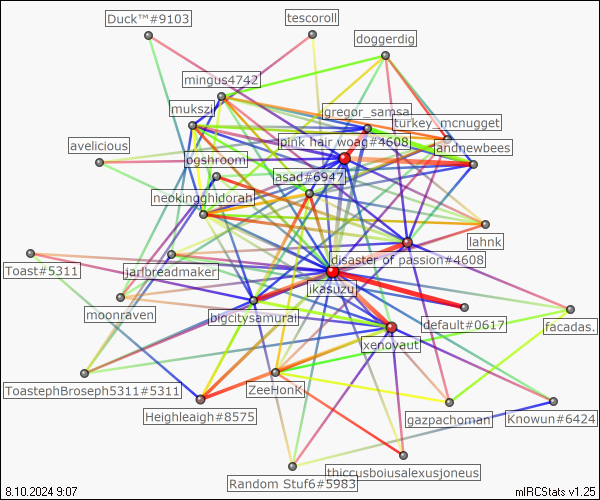 Duck™#9103
tescoroll
doggerdig
mingus4742
gregor_samsa
mukszi
turkey_mcnugget
pink hair woag#4608
andnewbees
avelicious
ogshroom
asad#6947
neokingghidorah
lahnk
disaster of passion#4608
Toast#5311
jarlbreadmaker
ikasuzu
moonraven
bigcitysamurai
default#0617
facadas.
xenovaut
ToastephBroseph5311#5311
ZeeHonK
Heighleaigh#8575
gazpachoman
Knowun#6424
Random Stuf6#5983
thiccusboiusalexusjoneus
8.10.2024 9:07
mIRCStats v1.25